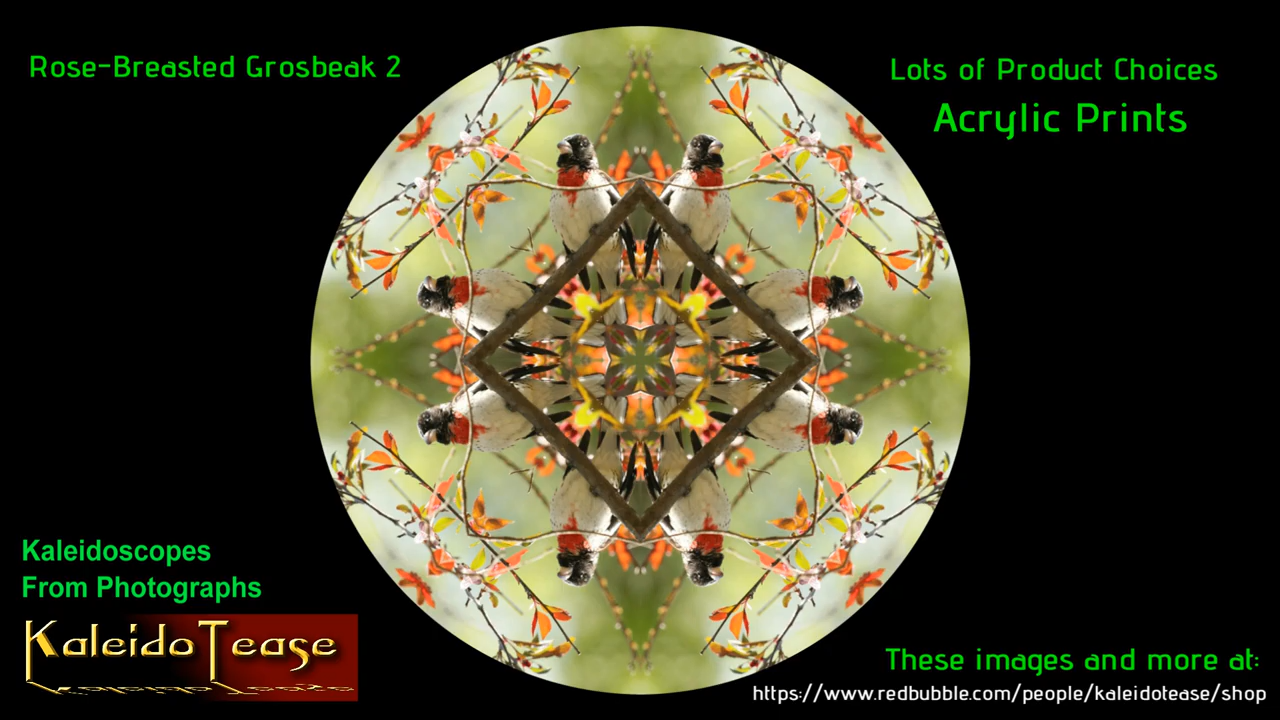 Rose-Breasted Grosbeak 2
Lots of Product Choices
Acrylic Prints
Kaleidoscopes
From Photographs
KaleidoTease
These images and more at:
https://www.redbubble.com/people/kaleidotease/shop